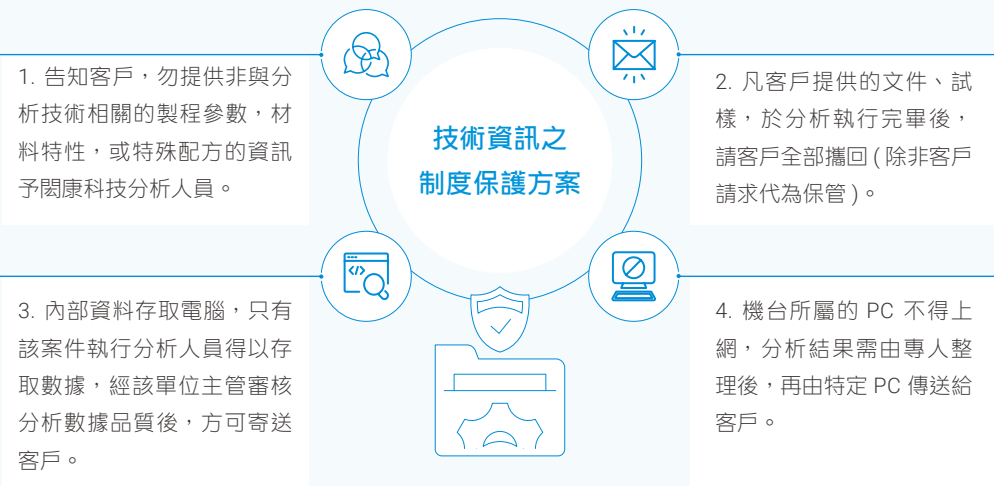 技術資訊之
制度保護方案
1. 告知客戶，勿提供非與分
析技術相關的製程參數，材
料特性，或特殊配方的資訊
予閎康科技分析人員。
2. 凡客戶提供的文件、試
樣，於分析執行完畢後，
請客戶全部攜回 ( 除非客戶
請求代為保管 )。
3. 內部資料存取電腦，只有
該案件執行分析人員得以存
取數據，經該單位主管審核
分析數據品質後，方可寄送
客戶。
4. 機台所屬的 PC 不得上
網，分析結果需由專人整
理後，再由特定 PC 傳送給
客戶。